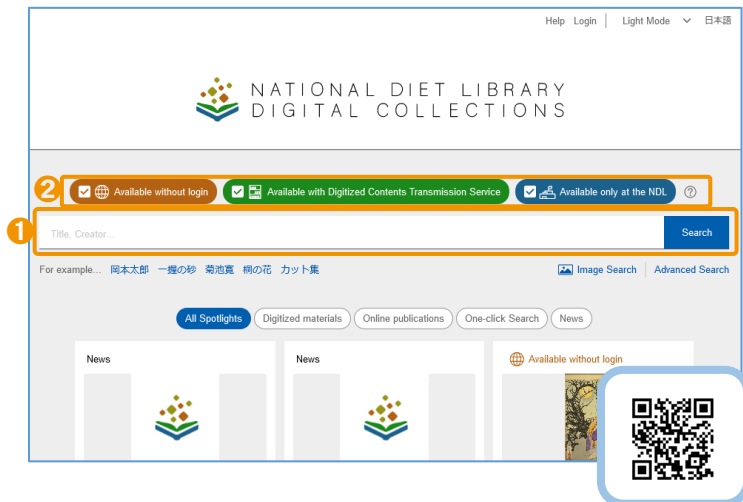 Help Login Light Mode 日本語
NATIONAL DIET LIBRARY
DIGITAL COLLECTIONS
2 Available without login Available with Digitized Contents Transmission Service Available only at the NDL ?
1 Title, Creator... Search
For example... 岡本太郎 一握の砂 菊池寛 桐の花 カット集 Image Search Advanced Search
All Spotlights Digitized materials Online publications One-click Search News
News News Available without login